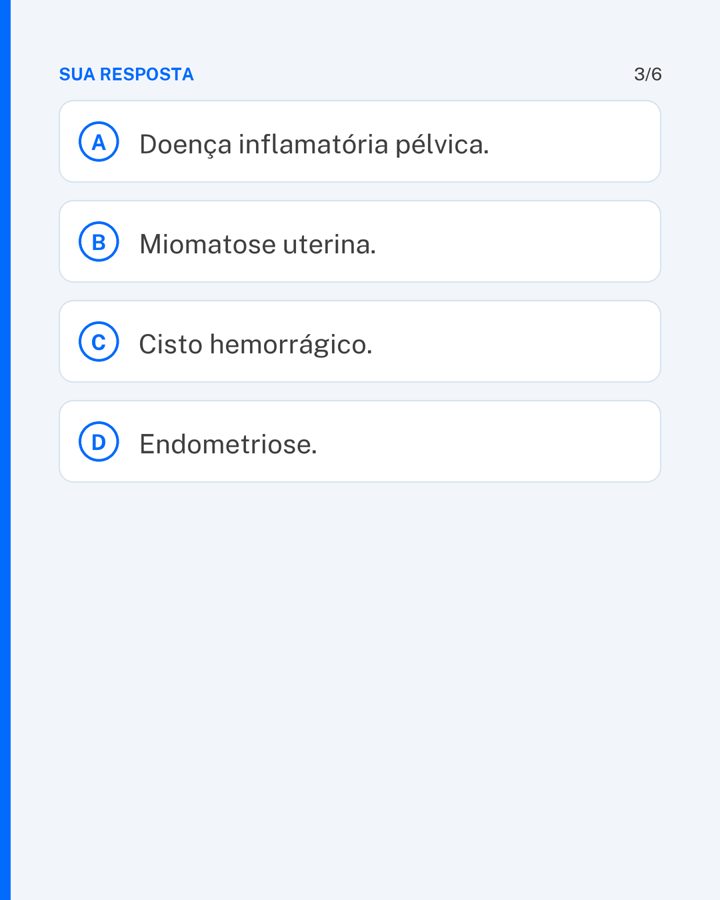 SUA RESPOSTA 3/6
A Doença inflamatória pélvica.
B Miomatose uterina.
C Cisto hemorrágico.
D Endometriose.